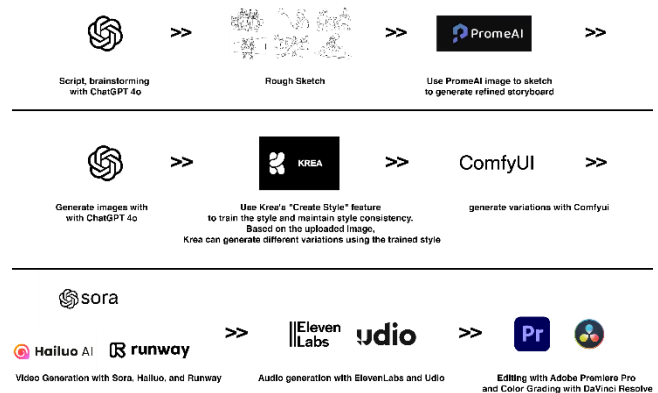 >>
>>
PromeAI
>>
Script, brainstorming
with ChatGPT 4o
Rough Sketch
Use PromeAI image to sketch
to generate refined storyboard
>>
KREA
>>
ComfyUI
>>
Generate images with
with ChatGPT 4o
Use Krea'a "Create Style" feature
to train the style and maintain style consistency.
Based on the uploaded image,
Krea can generate different variations using the trained style
generate variations with Comfyui
sora
Hailuo AI
runway
>>
ElevenLabs
udio
>>
Pr
Video Generation with Sora, Hailuo, and Runway
Audio generation with ElevenLabs and Udio
Editing with Adobe Premiere Pro
and Color Grading with DaVinci Resolve